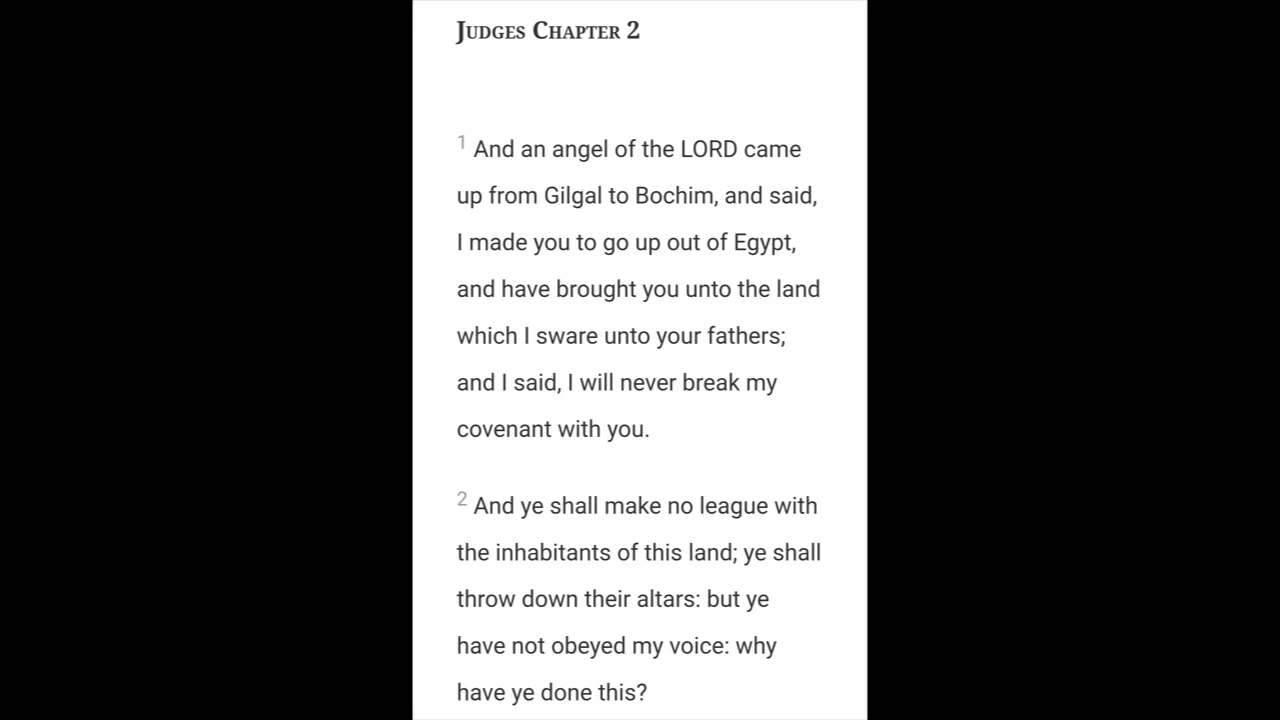 Judges Chapter 2
1 And an angel of the LORD came
up from Gilgal to Bochim, and said,
I made you to go up out of Egypt,
and have brought you unto the land
which I sware unto your fathers;
and I said, I will never break my
covenant with you.
2 And ye shall make no league with
the inhabitants of this land; ye shall
throw down their altars: but ye
have not obeyed my voice: why
have ye done this?